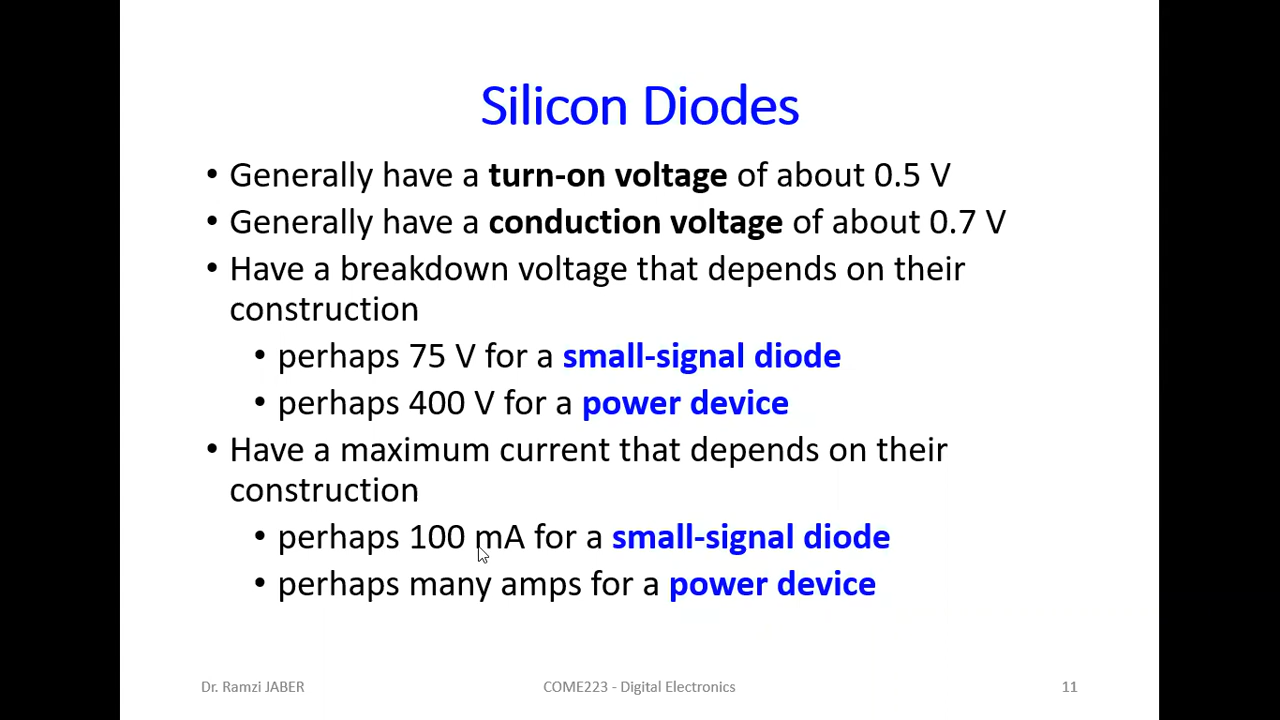 Silicon Diodes
• Generally have a turn-on voltage of about 0.5 V
• Generally have a conduction voltage of about 0.7 V
• Have a breakdown voltage that depends on their
construction
• perhaps 75 V for a small-signal diode
• perhaps 400 V for a power device
• Have a maximum current that depends on their
construction
• perhaps 100 mA for a small-signal diode
• perhaps many amps for a power device
Dr. Ramzi JABER
COME223 - Digital Electronics
11